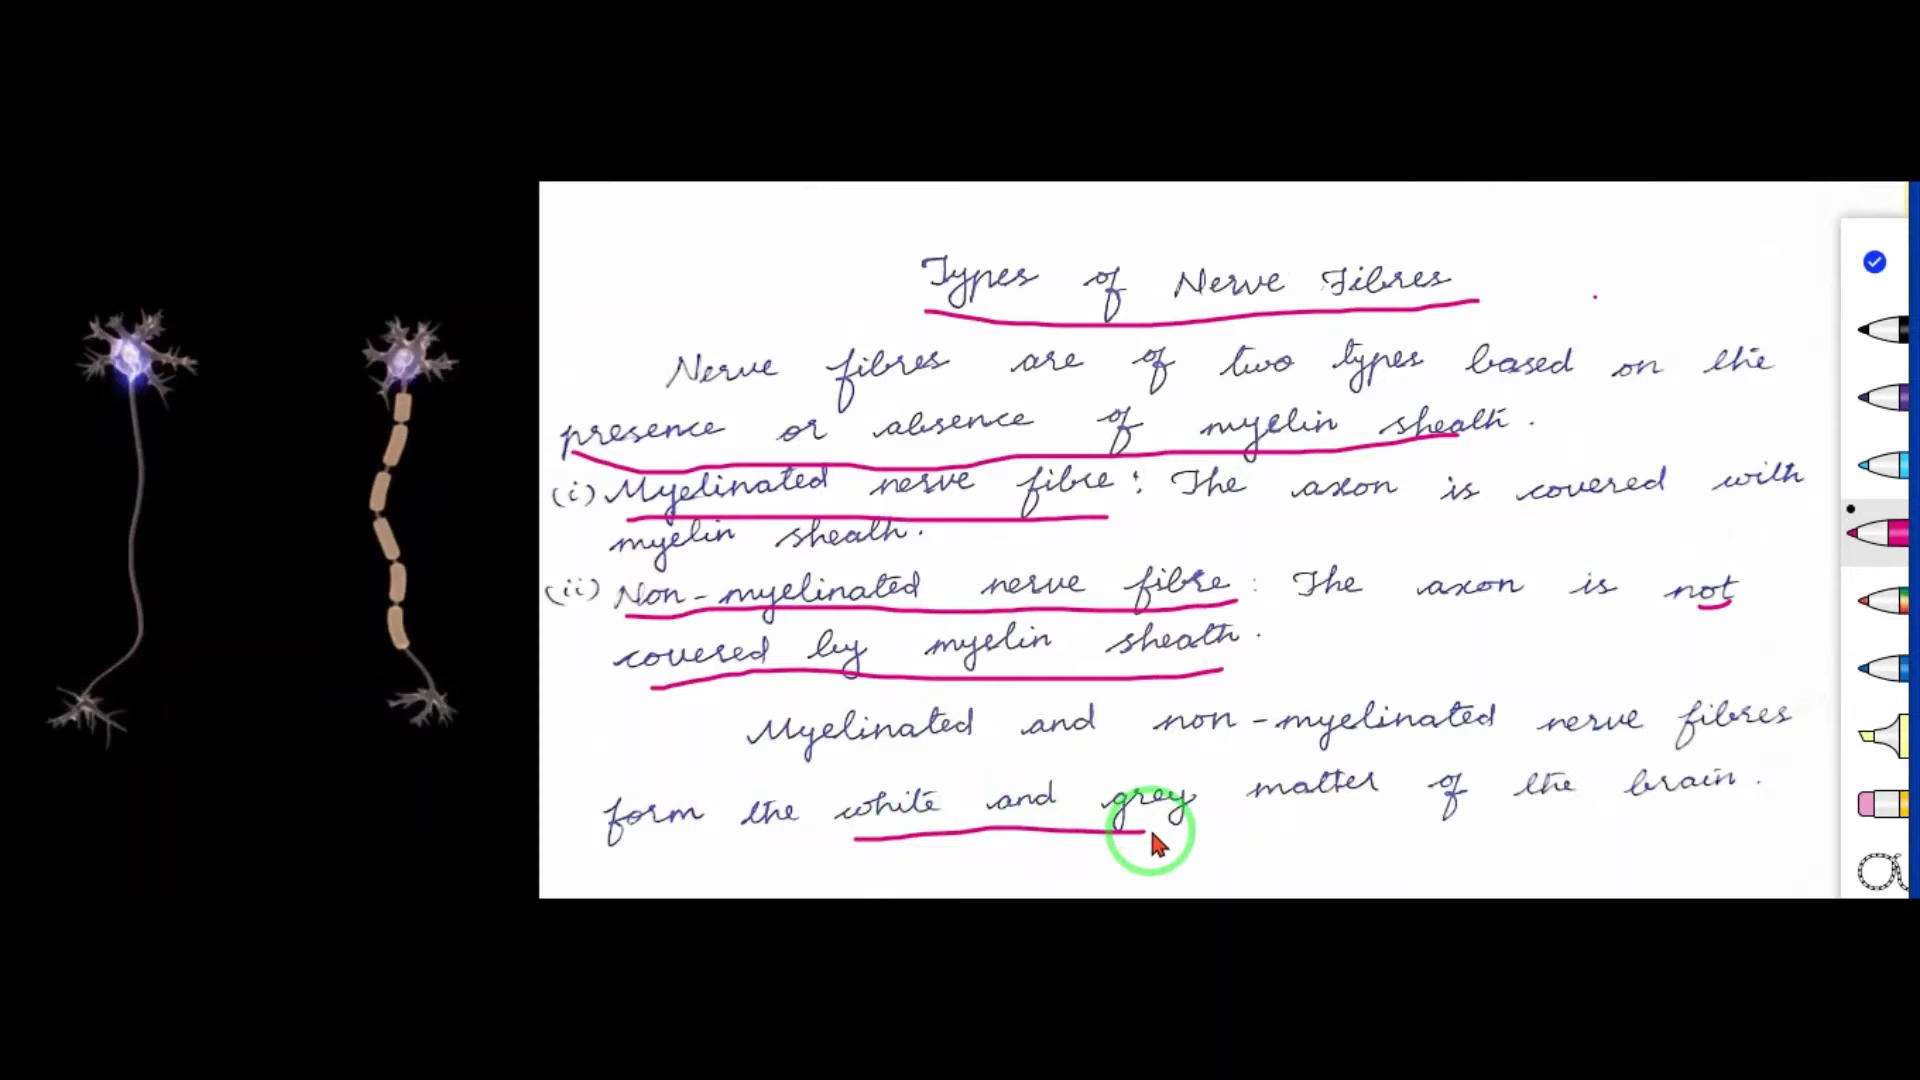 Types of Nerve Fibres
Nerve fibres are of two types based on the
presence or absence of myelin sheath.
(i) Myelinated nerve fibre: The axon is covered with
myelin sheath.
(ii) Non-myelinated nerve fibre: The axon is not
covered by myelin sheath.
Myelinated and non-myelinated nerve fibres
form the white and grey matter of the brain.